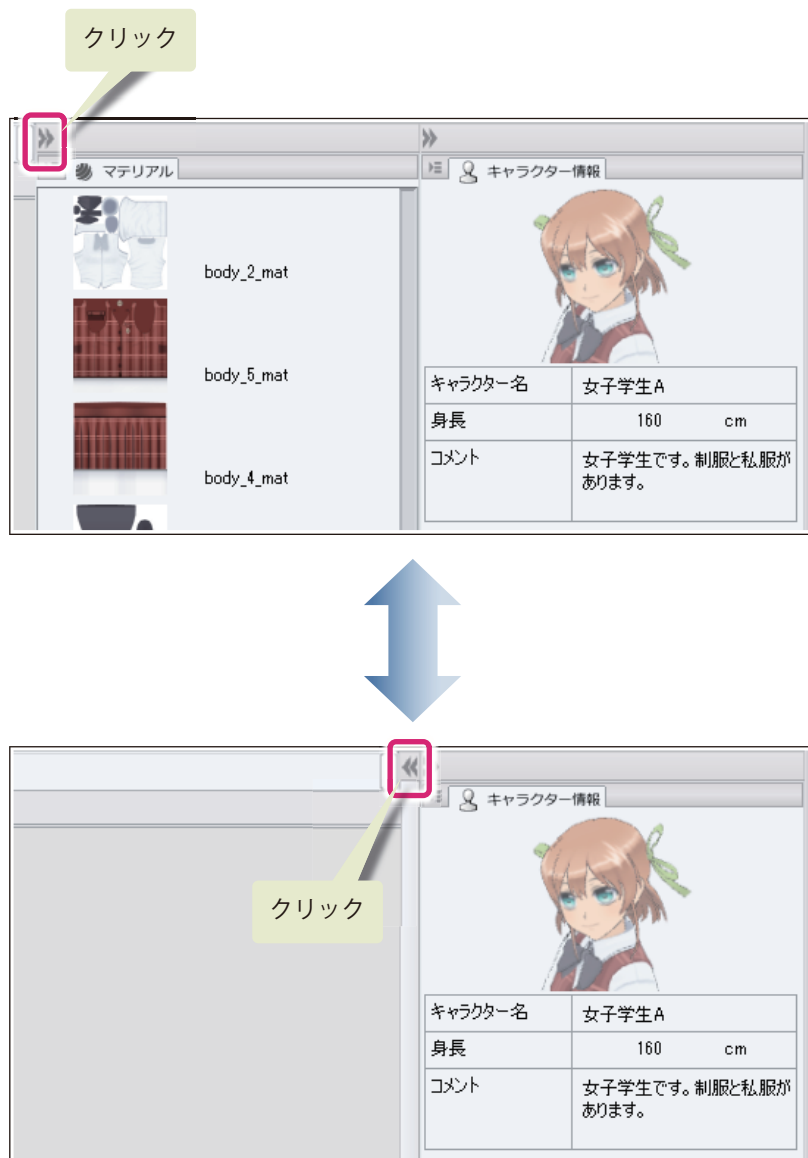 クリック
マテリアル
キャラクター情報
body_2_mat
body_5_mat
body_4_mat
キャラクター名 女子学生A
身長 160 cm
コメント 女子学生です。制服と私服が
あります。
キャラクター情報
クリック
キャラクター名 女子学生A
身長 160 cm
コメント 女子学生です。制服と私服が
あります。